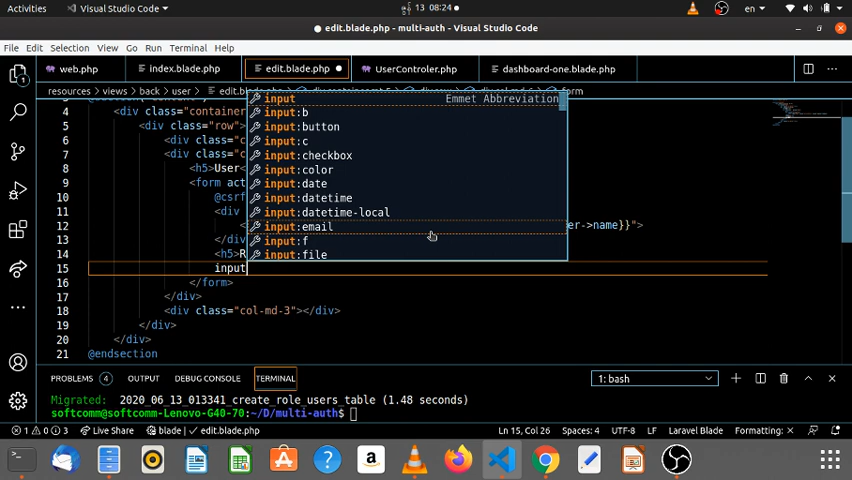 Activities Visual Studio Code 13 08:24 en
edit.blade.php - multi-auth - Visual Studio Code
File Edit Selection View Go Run Terminal Help
web.php index.blade.php edit.blade.php UserControler.php dashboard-one.blade.php
resources > views > back > user > edit.blade.php
input Emmet Abbreviation
4 <div class="container
input:b
5 <div class="row">
input:button
6 <div class="c
input:c
7 <div class="c
input:checkbox
8 <h5>User<
input:color
9 <form act
input:date
10 @csrf
input:datetime
11 <div
input:datetime-local
12 < er->name}}">
input:email
13 </div
input:f
14 <h5>R
input:file
15 input
16 </form>
17 </div>
18 <div class="col-md-3"></div>
19 </div>
20 </div>
21 @endsection
PROBLEMS 4 OUTPUT DEBUG CONSOLE TERMINAL 1: bash
Migrated: 2020_06_13_013341_create_role_users_table (1.48 seconds)
softcomm@softcomm-Lenovo-G40-70:~/D/multi-auth$
1 0 3 Live Share blade edit.blade.php Ln 15, Col 26 Spaces: 4 UTF-8 LF Laravel Blade Formatting: ×